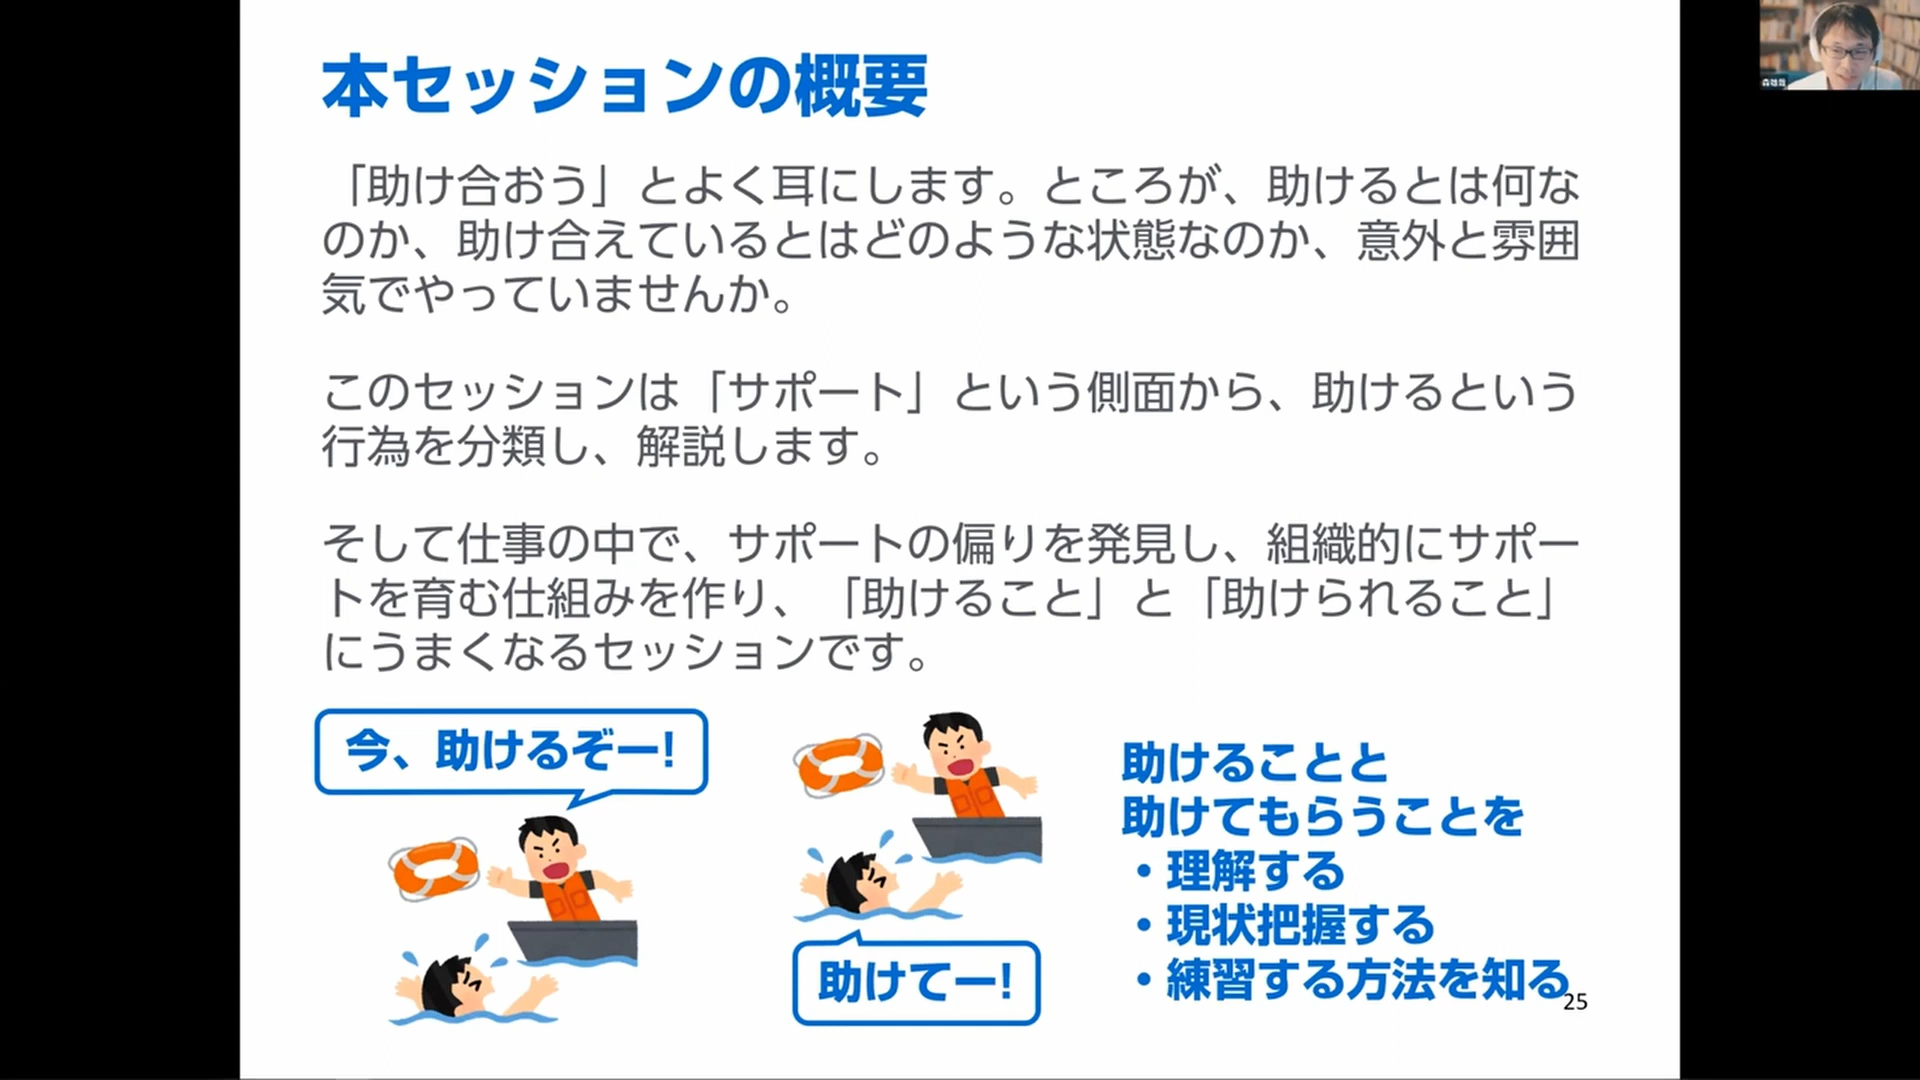 本セッションの概要
「助け合おう」とよく耳にします。ところが、助けるとは何な
のか、助け合えているとはどのような状態なのか、意外と雰囲
気でやっていませんか。
このセッションは「サポート」という側面から、助けるという
行為を分類し、解説します。
そして仕事の中で、サポートの偏りを発見し、組織的にサポー
トを育む仕組みを作り、「助けること」と「助けられること」
にうまくなるセッションです。
今、助けるぞー!
助けてー!
助けることと
助けてもらうことを
・理解する
・現状把握する
・練習する方法を知る
25